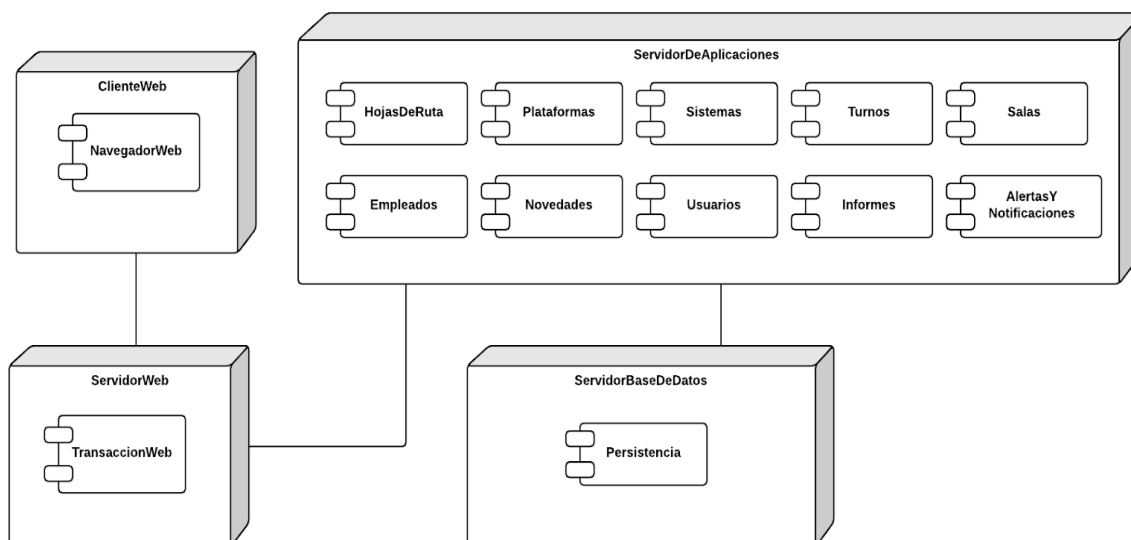 ServidorDeAplicaciones
ClienteWeb
NavegadorWeb
HojasDeRuta
Plataformas
Sistemas
Turnos
Salas
Empleados
Novedades
Usuarios
Informes
AlertasY
Notificaciones
ServidorWeb
TransaccionWeb
ServidorBaseDeDatos
Persistencia